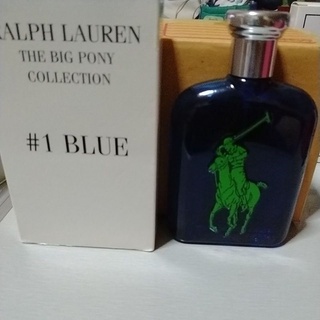 RALPH LAUREN
THE BIG PONY
COLLECTION
#1 BLUE